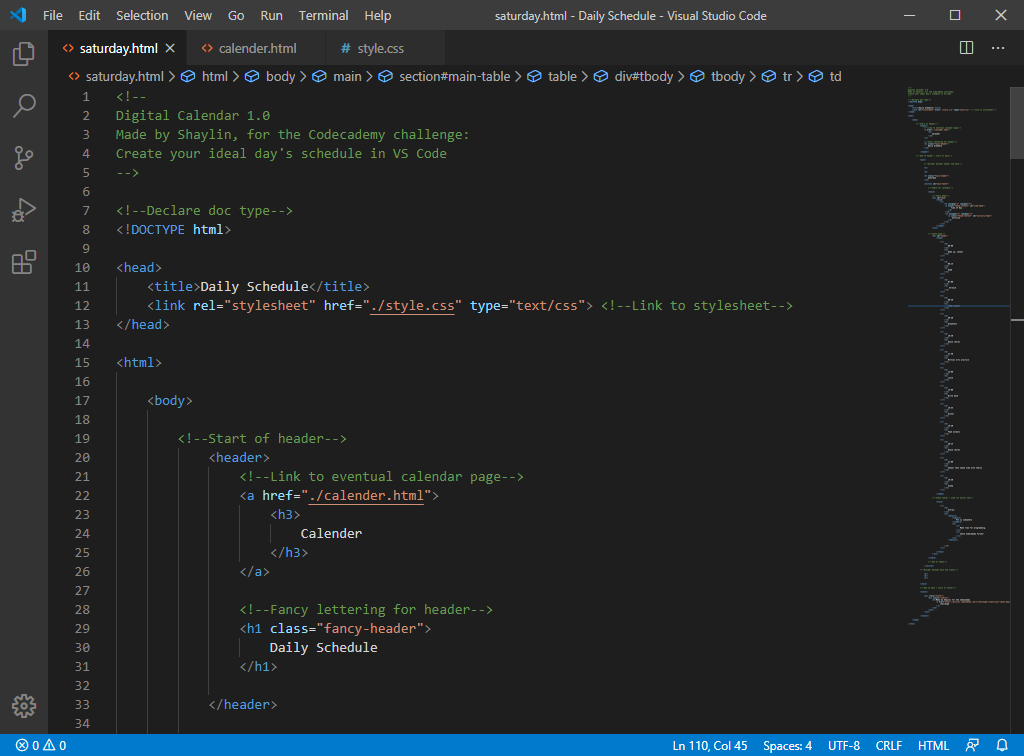 File Edit Selection View Go Run Terminal Help saturday.html - Daily Schedule - Visual Studio Code
saturday.html calender.html style.css
saturday.html > html > body > main > section#main-table > table > div#tbody > tbody > tr > td
1 <!--
2 Digital Calendar 1.0
3 Made by Shaylin, for the Codecademy challenge:
4 Create your ideal day's schedule in VS Code
5 -->
6
7 <!--Declare doc type-->
8 <!DOCTYPE html>
9
10 <head>
11 <title>Daily Schedule</title>
12 <link rel="stylesheet" href="./style.css" type="text/css"> <!--Link to stylesheet-->
13 </head>
14
15 <html>
16
17 <body>
18
19 <!--Start of header-->
20 <header>
21 <!--Link to eventual calendar page-->
22 <a href="./calender.html">
23 <h3>
24 Calender
25 </h3>
26 </a>
27
28 <!--Fancy lettering for header-->
29 <h1 class="fancy-header">
30 Daily Schedule
31 </h1>
32
33 </header>
34
0 0 Ln 110, Col 45 Spaces: 4 UTF-8 CRLF HTML